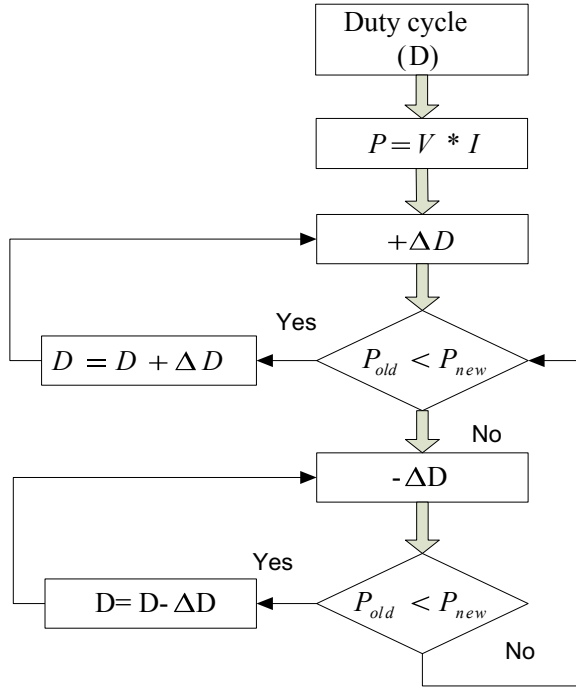 Duty cycle
(D)
P = V * I
+ΔD
Yes
D = D + ΔD
P_old < P_new
No
-ΔD
Yes
D= D- ΔD
P_old < P_new
No